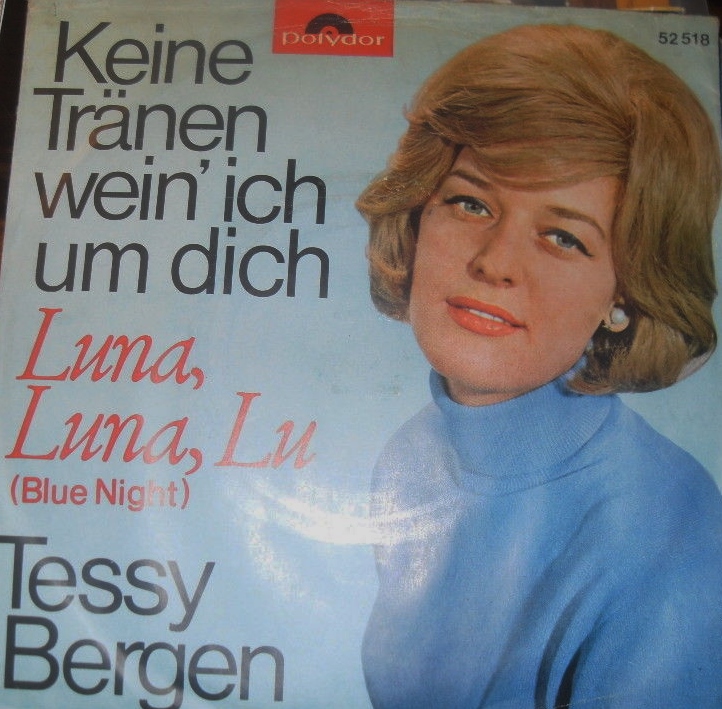 polydor
52 518
Keine
Tränen
wein' ich
um dich
Luna,
Luna, Lu
(Blue Night)
Tessy
Bergen